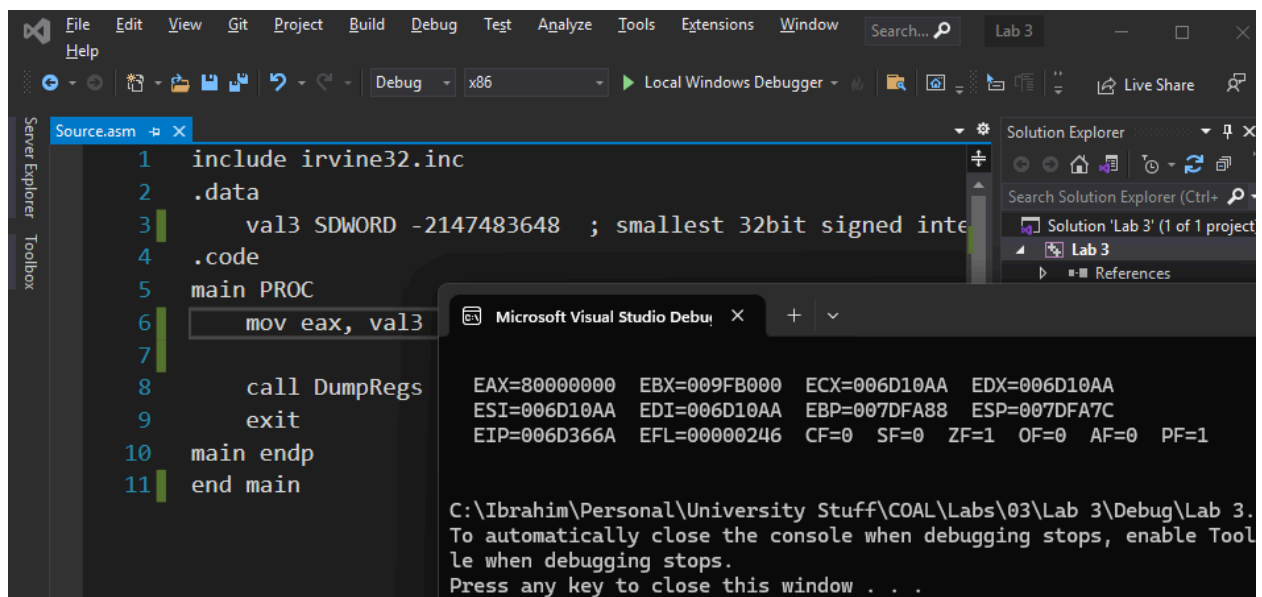 File Edit View Git Project Build Debug Test Analyze Tools Extensions Window Search... Lab 3
Help
Debug x86 Local Windows Debugger Live Share
Server Explorer
Toolbox
Source.asm
Solution Explorer
Search Solution Explorer (Ctrl+
Solution 'Lab 3' (1 of 1 project
Lab 3
References
1 include irvine32.inc
2 .data
3 val3 SDWORD -2147483648 ; smallest 32bit signed inte
4 .code
5 main PROC
6 mov eax, val3
7
8 call DumpRegs
9 exit
10 main endp
11 end main
Microsoft Visual Studio Debu
EAX=80000000 EBX=009FB000 ECX=006D10AA EDX=006D10AA
ESI=006D10AA EDI=006D10AA EBP=007DFA88 ESP=007DFA7C
EIP=006D366A EFL=00000246 CF=0 SF=0 ZF=1 OF=0 AF=0 PF=1
C:\Ibrahim\Personal\University Stuff\COAL\Labs\03\Lab 3\Debug\Lab 3.
To automatically close the console when debugging stops, enable Tool
le when debugging stops.
Press any key to close this window . . .